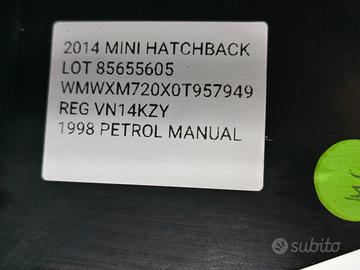 2014 MINI HATCHBACK
LOT 85655605
WMWXM720X0T957949
REG VN14KZY
1998 PETROL MANUAL
subito